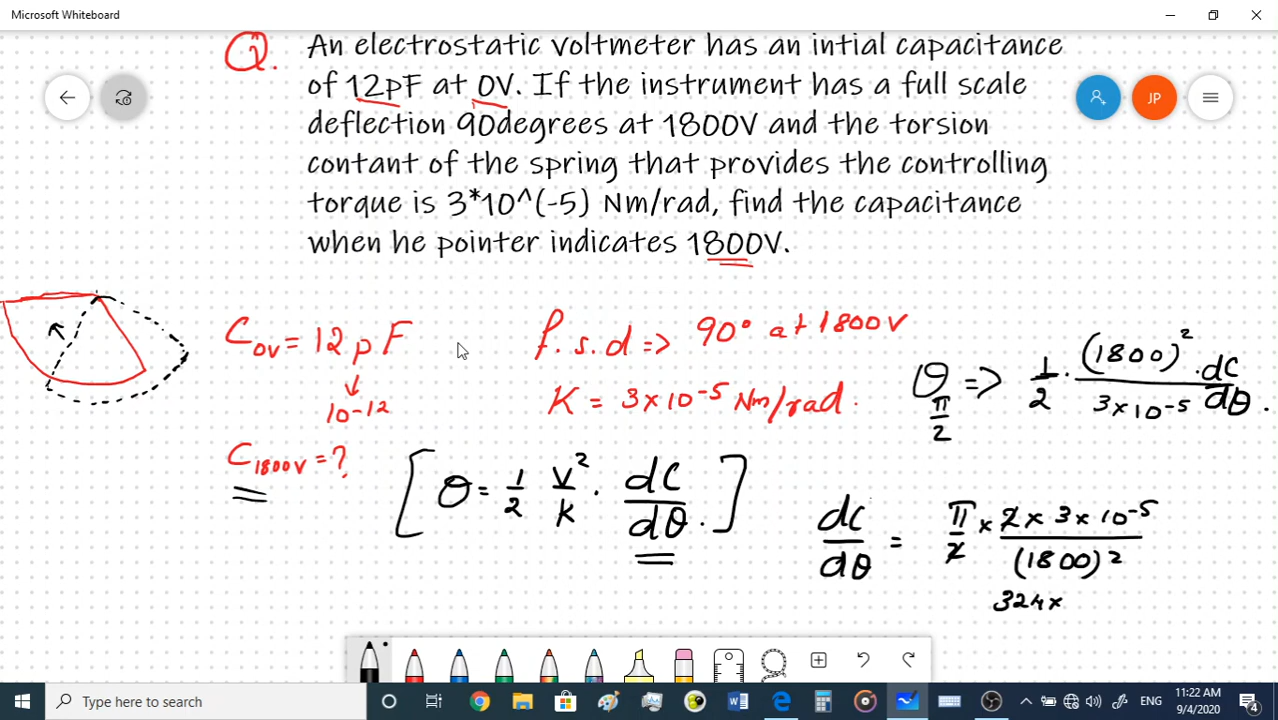 Microsoft Whiteboard
Q. An electrostatic voltmeter has an intial capacitance
of 12pF at 0V. If the instrument has a full scale
deflection 90degrees at 1800V and the torsion
contant of the spring that provides the controlling
torque is 3*10^(-5) Nm/rad, find the capacitance
when he pointer indicates 1800V.
JP
C0V = 12pF
↓
10-12
f.s.d => 90° at 1800V
K = 3×10-5 Nm/rad.
θ => 1/2 . (1800)²/3×10-5 . dC/dθ.
π/2
C1800V = ?
[θ = 1/2 V²/K . dC/dθ.]
dC/dθ = π/2 × 2×3×10-5/(1800)²
324×
Type here to search
ENG
11:22 AM
9/4/2020
4